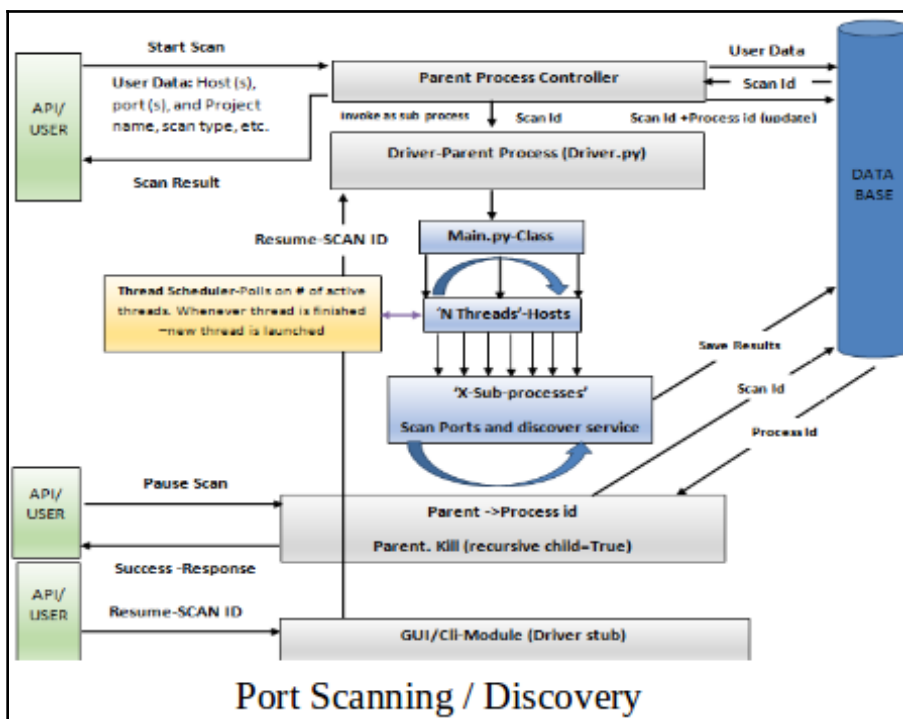 Start Scan
User Data: Host (s),
port (s), and Project
name, scan type, etc.
Scan Result
API/
USER
Parent Process Controller
User Data
Scan Id
Scan Id +Process id (update)
invoke as sub process
Scan Id
Driver-Parent Process (Driver.py)
DATA
BASE
Resume-SCAN ID
Main.py-Class
Thread Scheduler-Polls on # of active
threads. Whenever thread is finished
–new thread is launched
‘N Threads’-Hosts
‘X-Sub-processes’
Scan Ports and discover service
Save Results
Scan Id
Process Id
API/
USER
Pause Scan
Success -Response
Parent ->Process id
Parent. Kill (recursive child=True)
API/
USER
Resume-SCAN ID
GUI/Cli-Module (Driver stub)
Port Scanning / Discovery